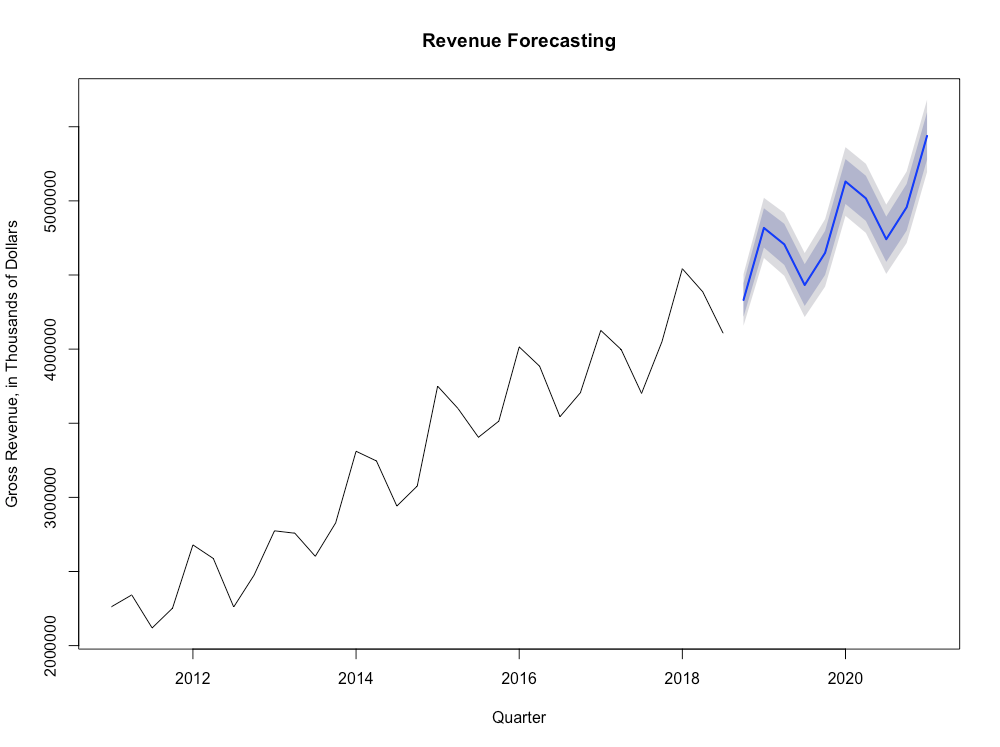 Revenue Forecasting
Gross Revenue, in Thousands of Dollars
5000000
4000000
3000000
2000000
2012 2014 2016 2018 2020
Quarter